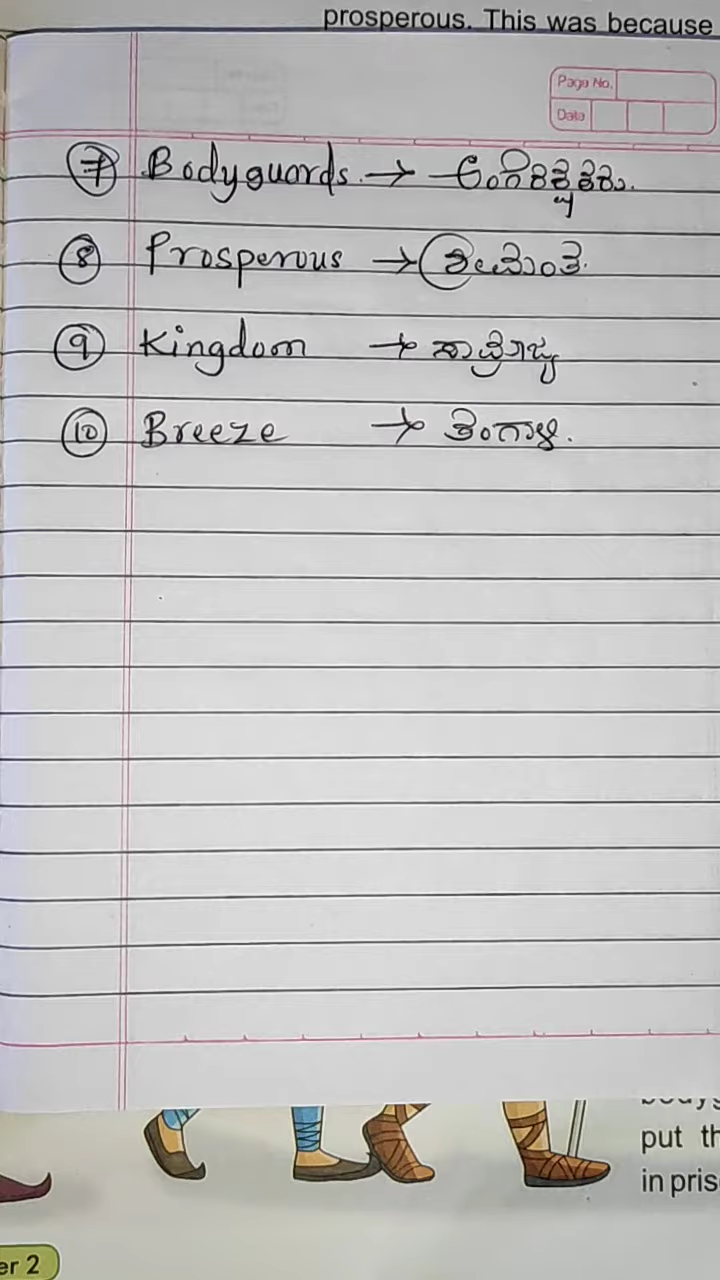 prosperous. This was because
Page No.
Date
7 Bodyguards. → ಅಂಗರಕ್ಷಕರು.
8 Prosperous →
9 Kingdom → ಸಾಮ್ರಾಜ್ಯ
10 Breeze → ತಂಗಾಳಿ.
put th
in pris
er 2